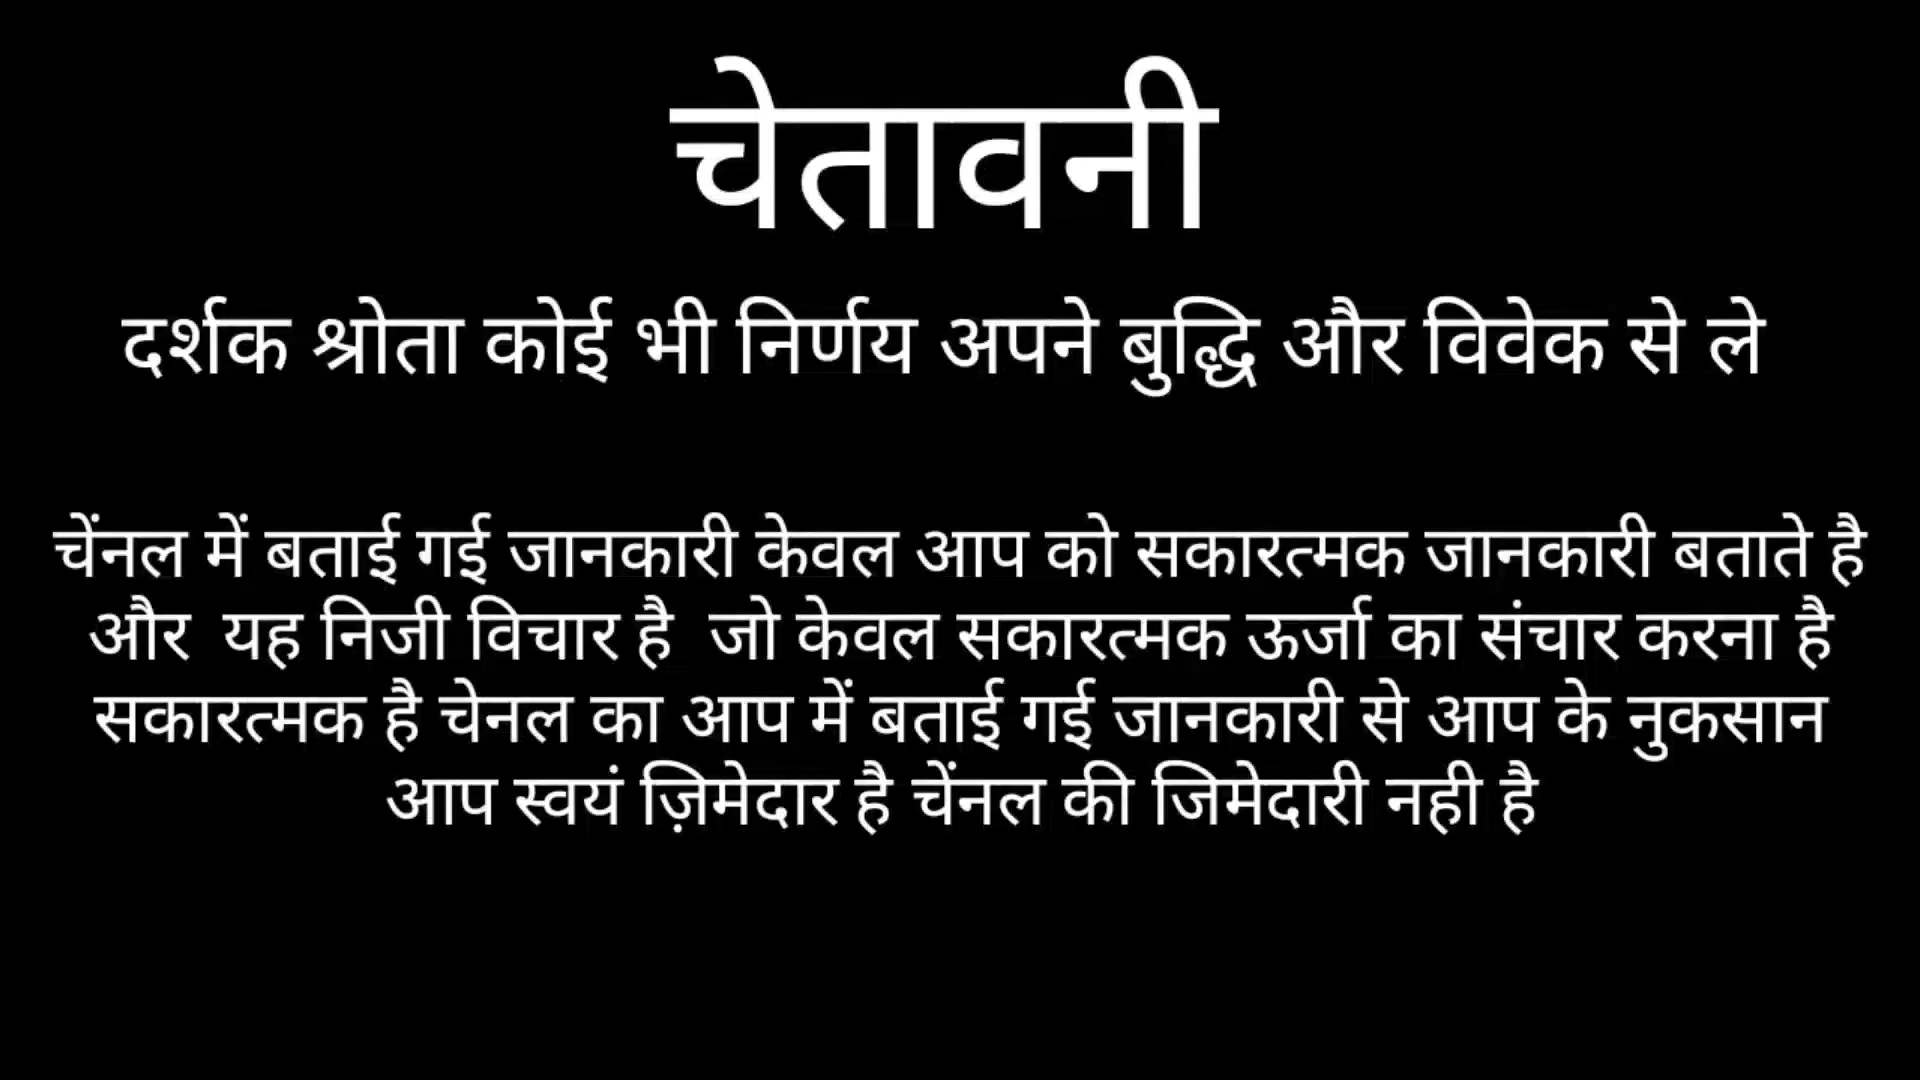 चेतावनी
दर्शक श्रोता कोई भी निर्णय अपने बुद्धि और विवेक से ले
चेंनल में बताई गई जानकारी केवल आप को सकारत्मक जानकारी बताते है
और यह निजी विचार है जो केवल सकारत्मक ऊर्जा का संचार करना है
सकारत्मक है चेनल का आप में बताई गई जानकारी से आप के नुकसान
आप स्वयं ज़िमेदार है चेंनल की जिमेदारी नही है